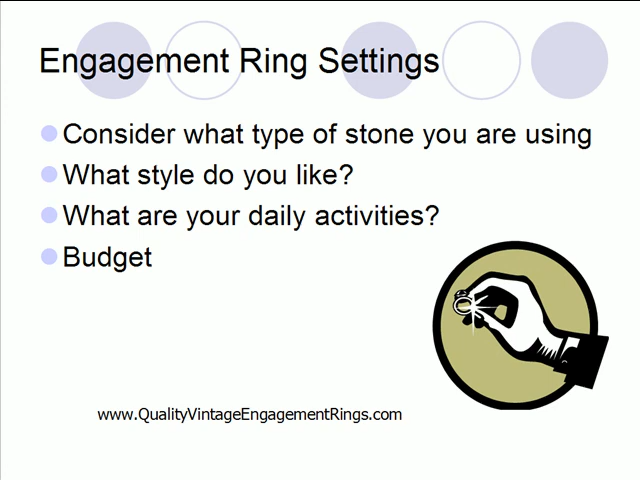 Engagement Ring Settings
Consider what type of stone you are using
What style do you like?
What are your daily activities?
Budget
www.QualityVintageEngagementRings.com